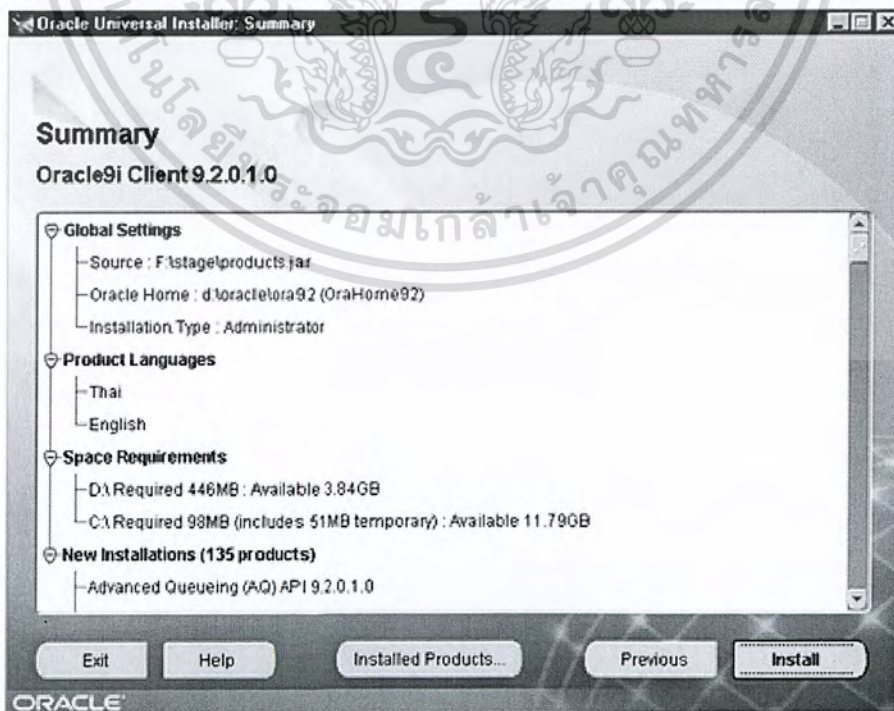 Oracle Universal Installer: Summary
Summary
Oracle9i Client 9.2.0.1.0
Global Settings
Source : F:\stage\products.jar
Oracle Home : d:\oracle\ora92 (OraHome92)
Installation Type : Administrator
Product Languages
Thai
English
Space Requirements
D:\ Required 446MB : Available 3.84GB
C:\ Required 98MB (includes 51MB temporary) : Available 11.79GB
New Installations (135 products)
Advanced Queueing (AQ) API 9.2.0.1.0
Exit
Help
Installed Products...
Previous
Install
ORACLE